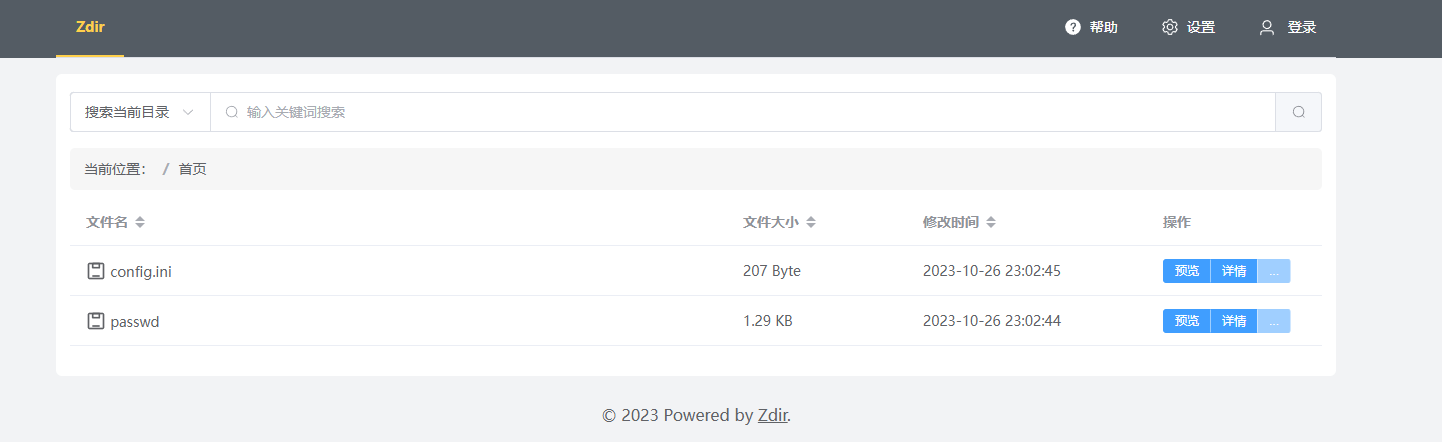 Zdir 帮助 设置 登录
搜索当前目录 输入关键词搜索
当前位置： / 首页
文件名 文件大小 修改时间 操作
config.ini 207 Byte 2023-10-26 23:02:45 预览 详情 ...
passwd 1.29 KB 2023-10-26 23:02:44 预览 详情 ...
© 2023 Powered by Zdir.